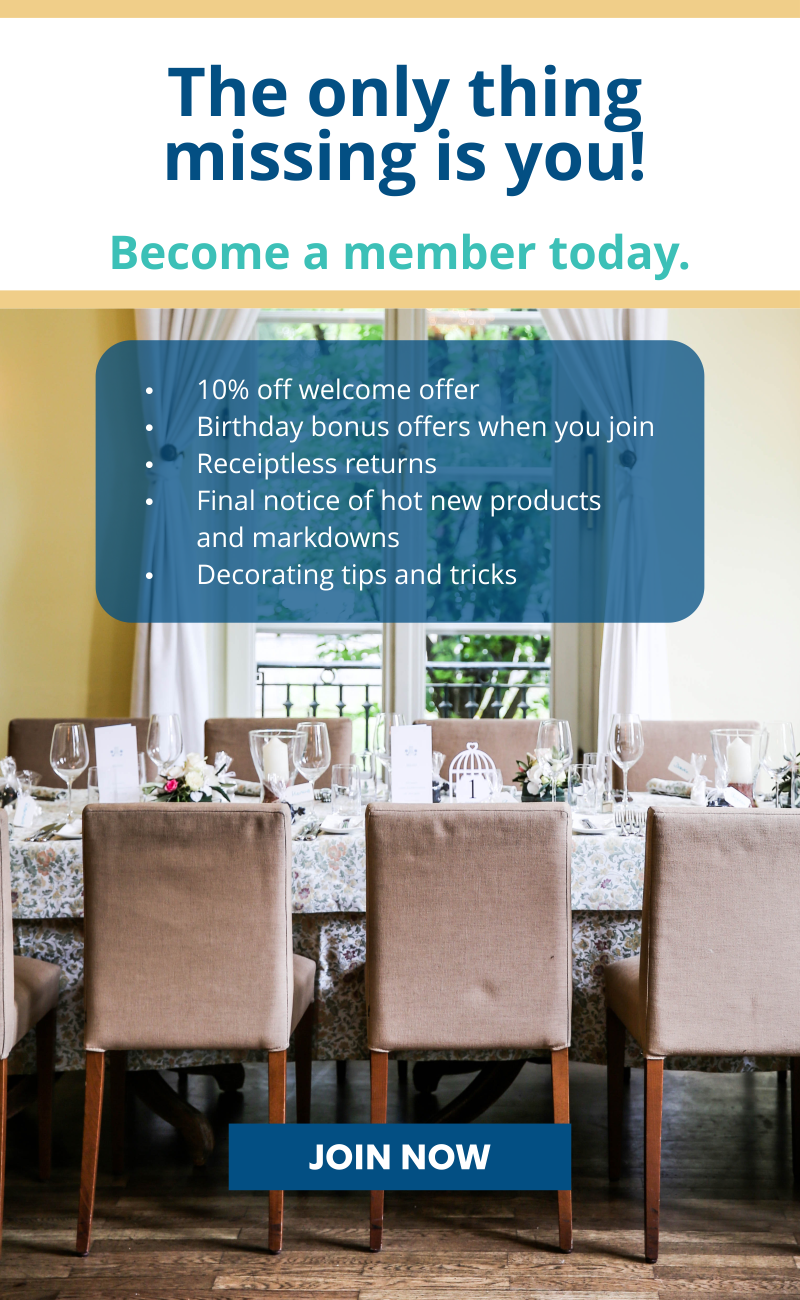 The only thing
missing is you!
Become a member today.
• 10% off welcome offer
• Birthday bonus offers when you join
• Receiptless returns
• Final notice of hot new products
and markdowns
• Decorating tips and tricks
1
JOIN NOW